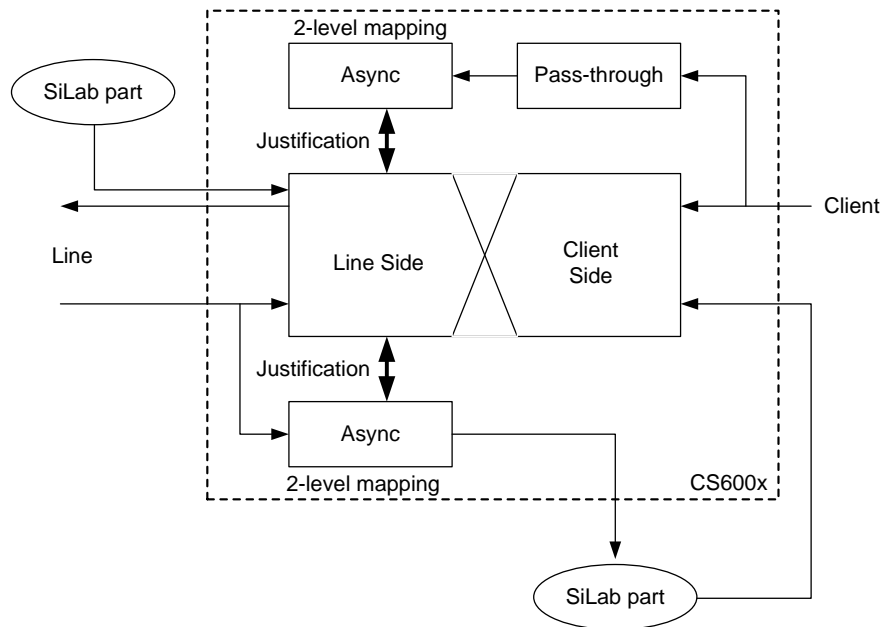 2-level mapping
Async
Pass-through
SiLab part
Justification
Client
Line
Line Side
Client
Side
Justification
Async
2-level mapping
CS600x
SiLab part